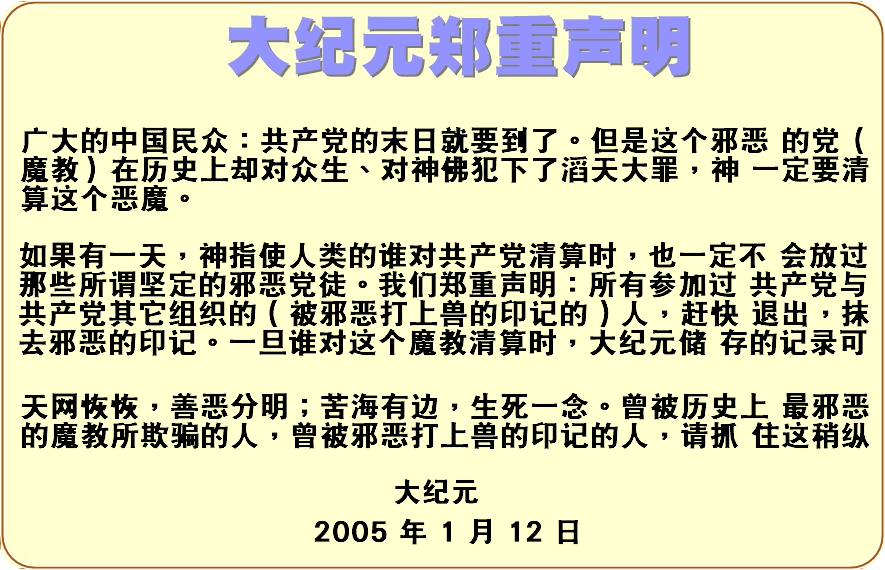 大纪元郑重声明
广大的中国民众：共产党的末日就要到了。但是这个邪恶 的党（
魔教）在历史上却对众生、对神佛犯下了滔天大罪，神 一定要清
算这个恶魔。
如果有一天，神指使人类的谁对共产党清算时，也一定不 会放过
那些所谓坚定的邪恶党徒。我们郑重声明：所有参加过 共产党与
共产党其它组织的（被邪恶打上兽的印记的）人，赶快 退出，抹
去邪恶的印记。一旦谁对这个魔教清算时，大纪元储 存的记录可
天网恢恢，善恶分明；苦海有边，生死一念。曾被历史上 最邪恶
的魔教所欺骗的人，曾被邪恶打上兽的印记的人，请抓 住这稍纵
大纪元
2005 年 1 月 12 日